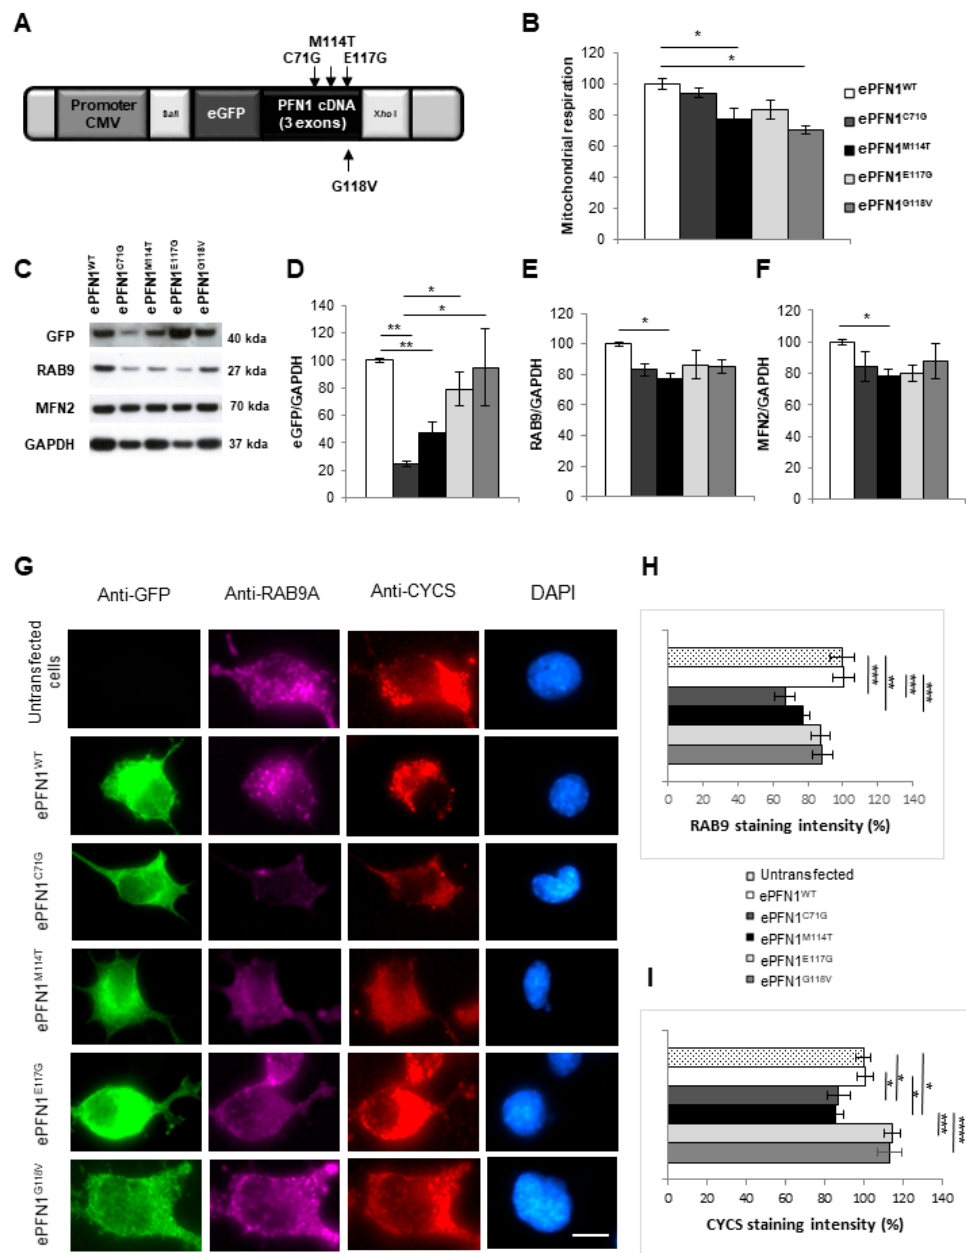 A
M114T
C71G
E117G
Promoter
CMV
SalI
eGFP
PFN1 cDNA
(3 exons)
Xho I
G118V
B
Mitochondrial respiration
120
100
80
60
40
20
0
*
*
ePFN1WT
ePFN1C71G
ePFN1M114T
ePFN1E117G
ePFN1G118V
C
ePFN1WT
ePFN1C71G
ePFN1M114T
ePFN1E117G
ePFN1G118V
GFP
40 kda
RAB9
27 kda
MFN2
70 kda
GAPDH
37 kda
D
eGFP/GAPDH
140
120
100
80
60
40
20
0
*
*
**
**
E
RAB9/GAPDH
120
100
80
60
40
20
0
*
F
MFN2/GAPDH
120
100
80
60
40
20
0
*
G
Anti-GFP Anti-RAB9A Anti-CYCS DAPI
Untransfected
cells
ePFN1WT
ePFN1C71G
ePFN1M114T
ePFN1E117G
ePFN1G118V
H
***
**
***
***
0 20 40 60 80 100 120 140
RAB9 staining intensity (%)
Untransfected
ePFN1WT
ePFN1C71G
ePFN1M114T
ePFN1E117G
ePFN1G118V
I
*
*
*
*
***
****
0 20 40 60 80 100 120 140
CYCS staining intensity (%)